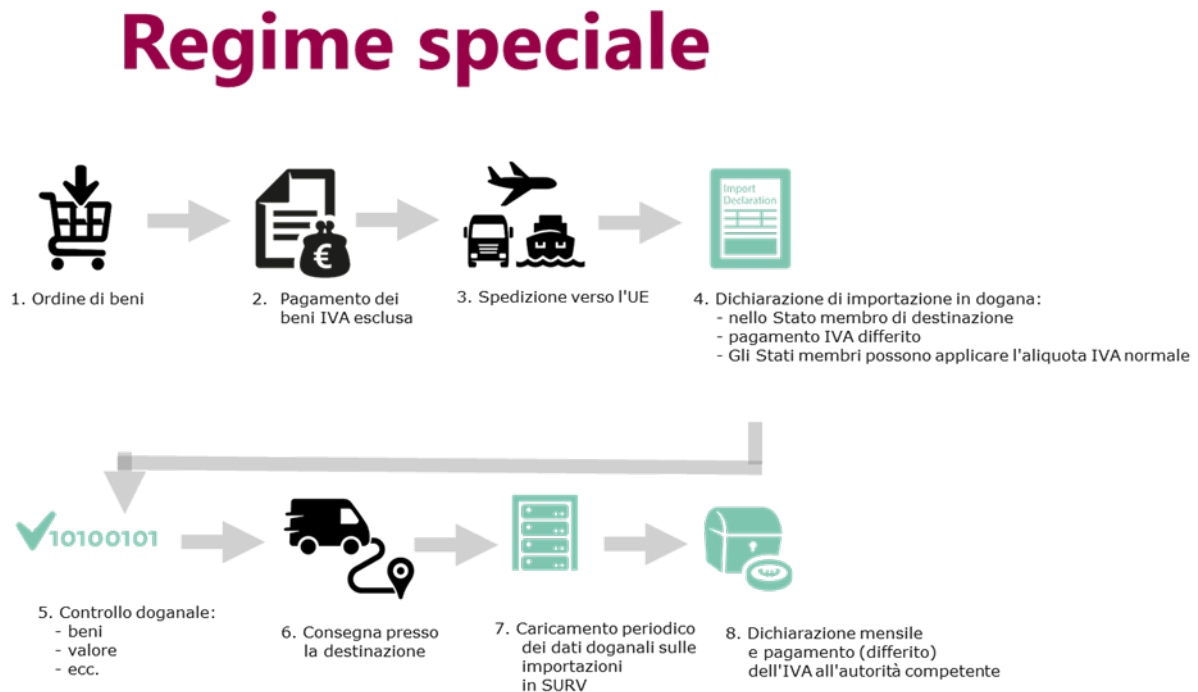 Regime speciale
Import
Declaration
€
1. Ordine di beni
2. Pagamento dei
beni IVA esclusa
3. Spedizione verso l'UE
4. Dichiarazione di importazione in dogana:
- nello Stato membro di destinazione
- pagamento IVA differito
- Gli Stati membri possono applicare l'aliquota IVA normale
10100101
5. Controllo doganale:
- beni
- valore
- ecc.
6. Consegna presso
la destinazione
7. Caricamento periodico
dei dati doganali sulle
importazioni
in SURV
8. Dichiarazione mensile
e pagamento (differito)
dell'IVA all'autorità competente